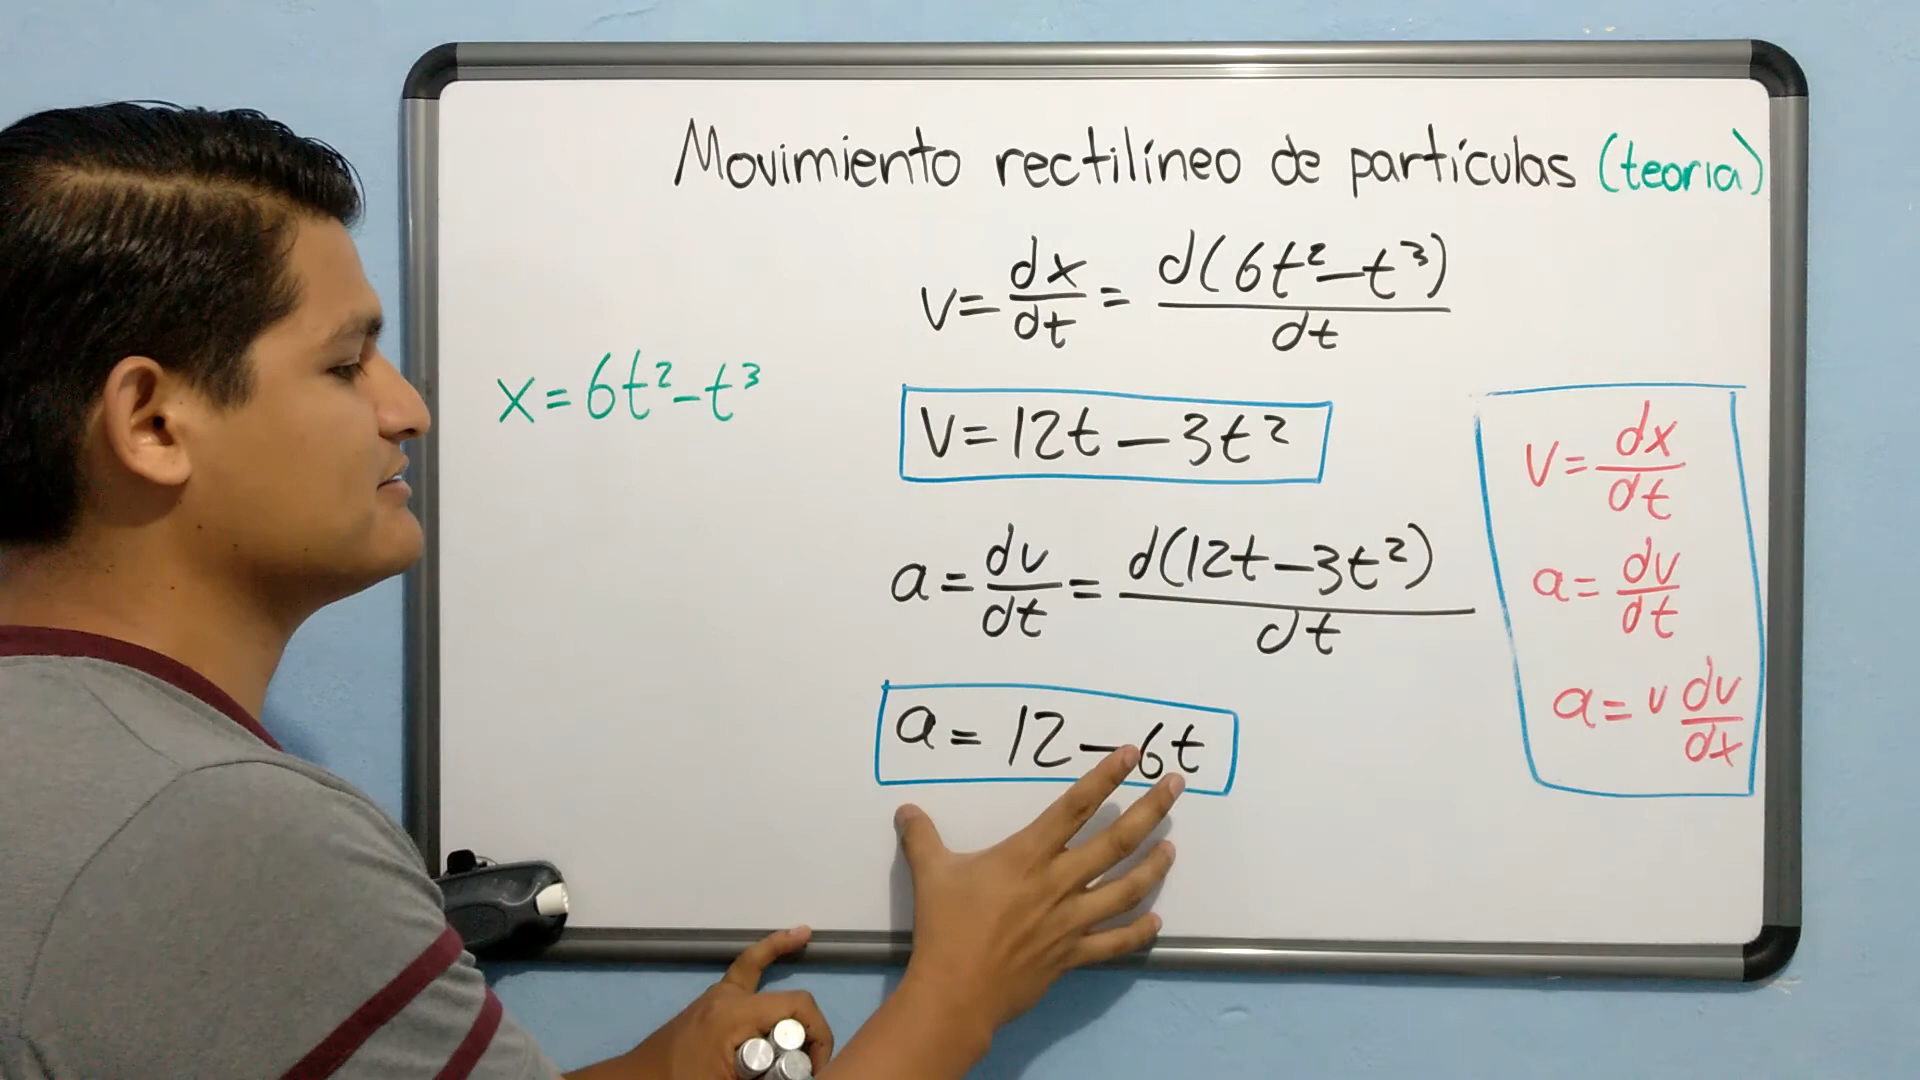 Movimiento rectilíneo de partículas (teoría)
v = dx/dt = d(6t² - t³)/dt
x = 6t² - t³
v = 12t - 3t²
a = dv/dt = d(12t - 3t²)/dt
a = 12 - 6t
v = dx/dt
a = dv/dt
a = v dv/dx